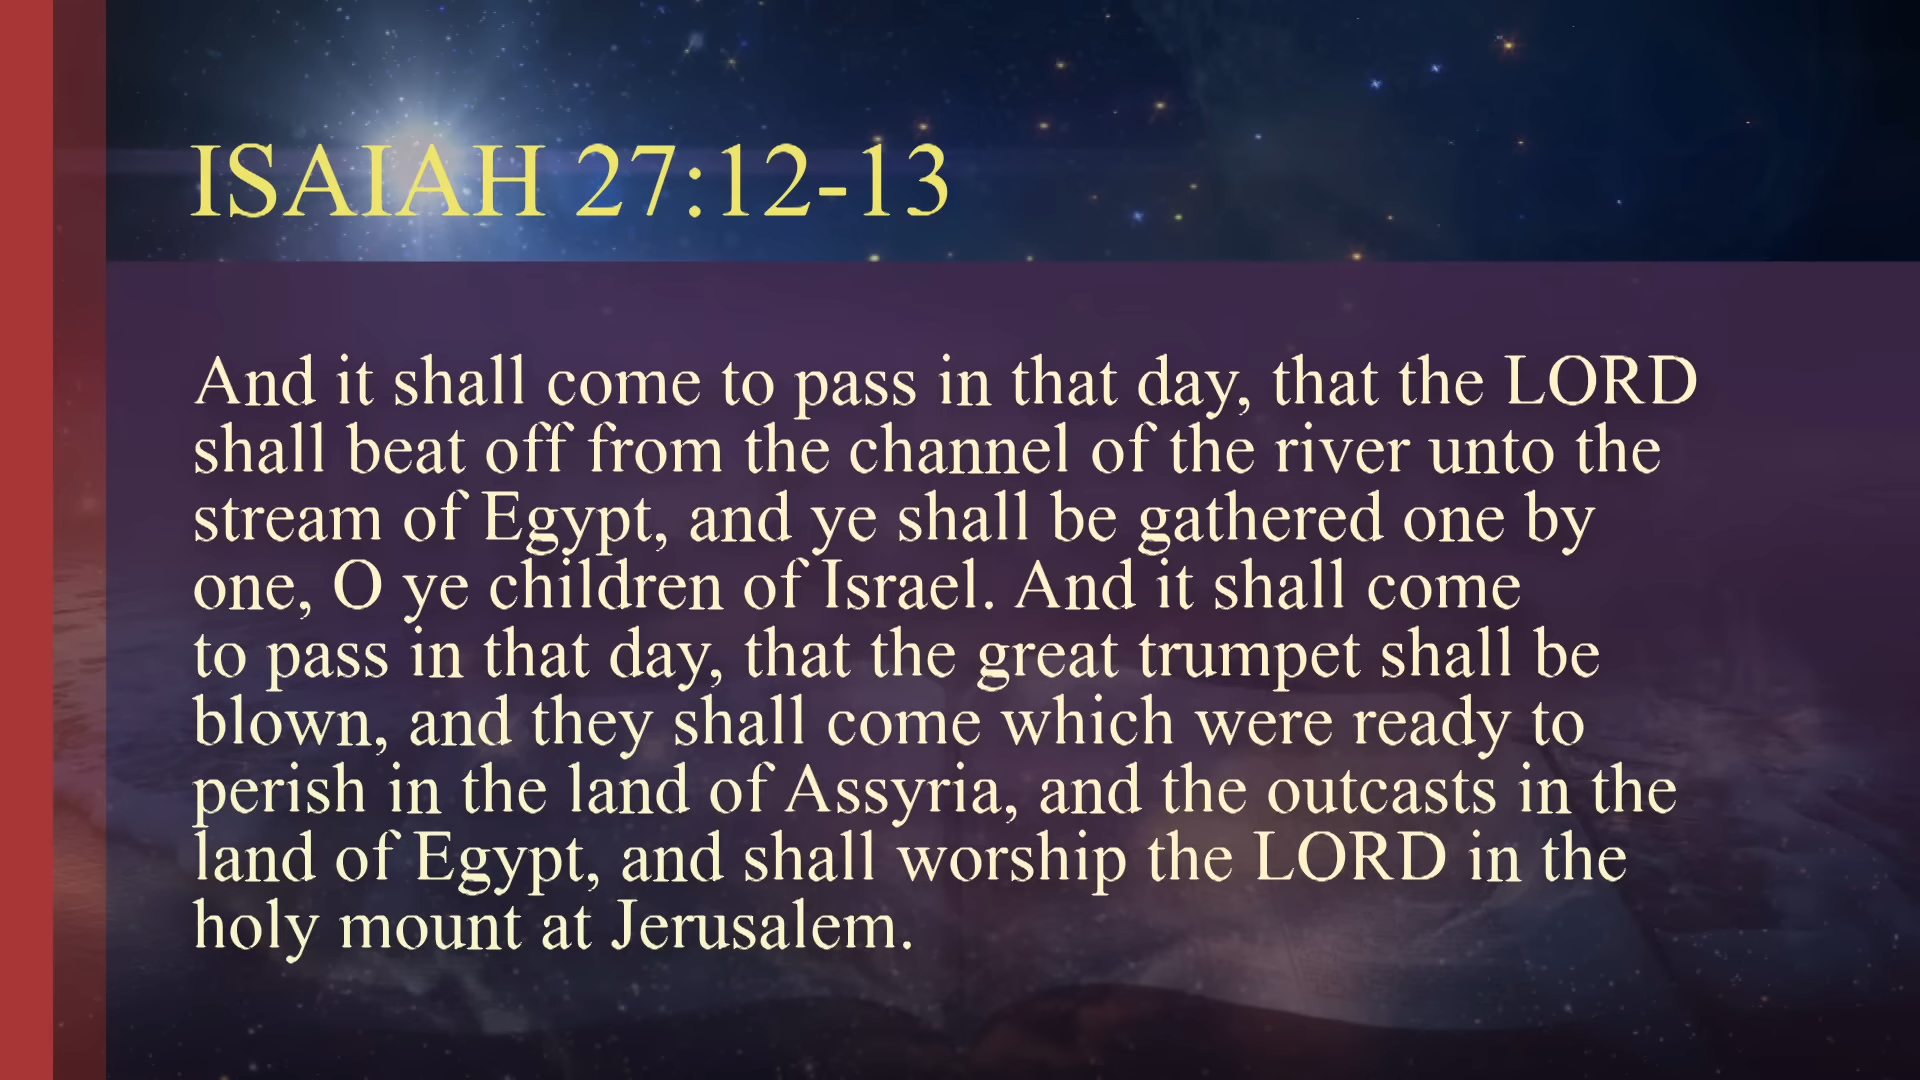 ISAIAH 27:12-13
And it shall come to pass in that day, that the LORD
shall beat off from the channel of the river unto the
stream of Egypt, and ye shall be gathered one by
one, O ye children of Israel. And it shall come
to pass in that day, that the great trumpet shall be
blown, and they shall come which were ready to
perish in the land of Assyria, and the outcasts in the
land of Egypt, and shall worship the LORD in the
holy mount at Jerusalem.